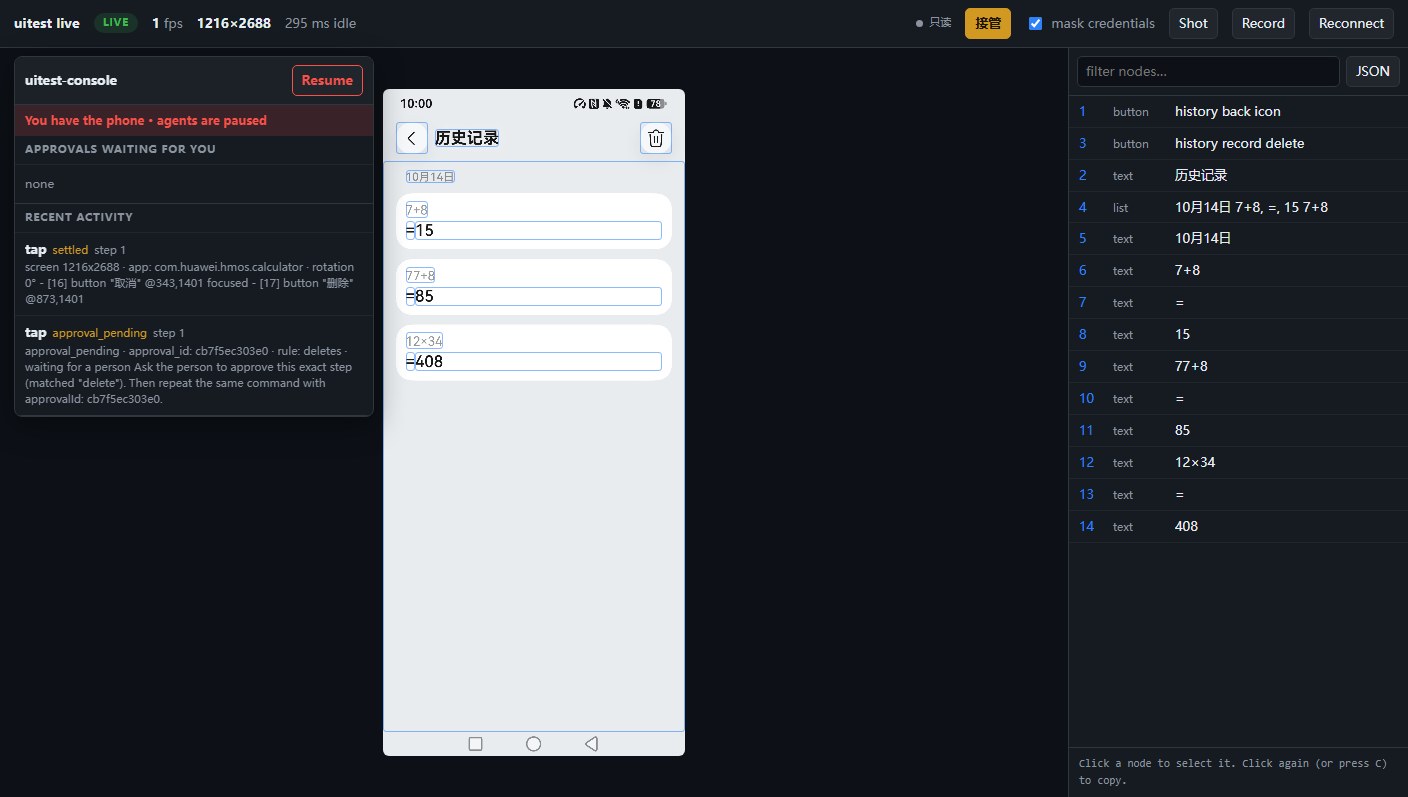 uitest live LIVE 1 fps 1216×2688 295 ms idle
只读 接管 mask credentials Shot Record Reconnect
uitest-console Resume
You have the phone • agents are paused
APPROVALS WAITING FOR YOU
none
RECENT ACTIVITY
tap settled step 1
screen 1216x2688 · app: com.huawei.hmos.calculator · rotation
0° - [16] button "取消" @343,1401 focused - [17] button "删除"
@873,1401
tap approval_pending step 1
approval_pending · approval_id: cb7f5ec303e0 · rule: deletes ·
waiting for a person Ask the person to approve this exact step
(matched "delete"). Then repeat the same command with
approvalId: cb7f5ec303e0.
10:00 78
历史记录
10月14日
7+8
=15
77+8
=85
12×34
=408
filter nodes... JSON
1 button history back icon
3 button history record delete
2 text 历史记录
4 list 10月14日 7+8, =, 15 7+8
5 text 10月14日
6 text 7+8
7 text =
8 text 15
9 text 77+8
10 text =
11 text 85
12 text 12×34
13 text =
14 text 408
Click a node to select it. Click again (or press C)
to copy.